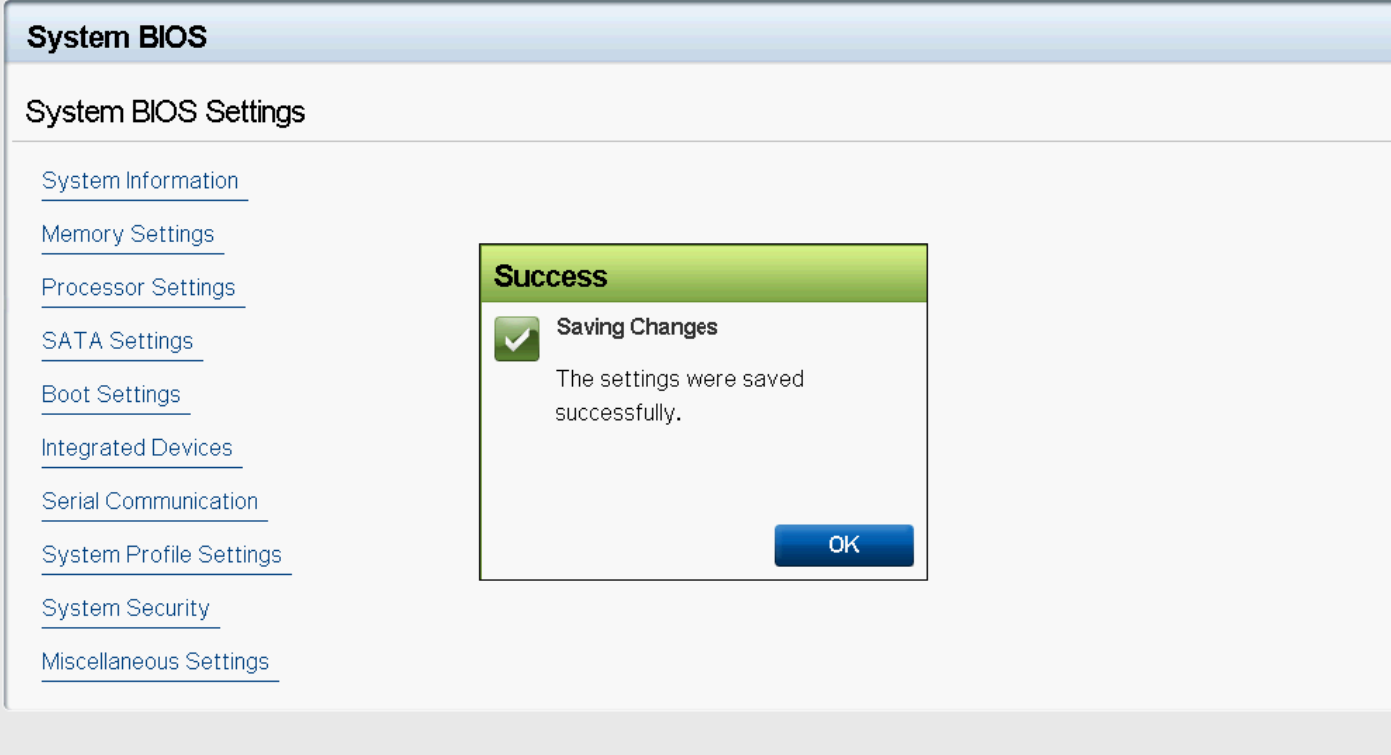 System BIOS
System BIOS Settings
System Information
Memory Settings
Processor Settings
SATA Settings
Boot Settings
Integrated Devices
Serial Communication
System Profile Settings
System Security
Miscellaneous Settings
Success
Saving Changes
The settings were saved
successfully.
OK